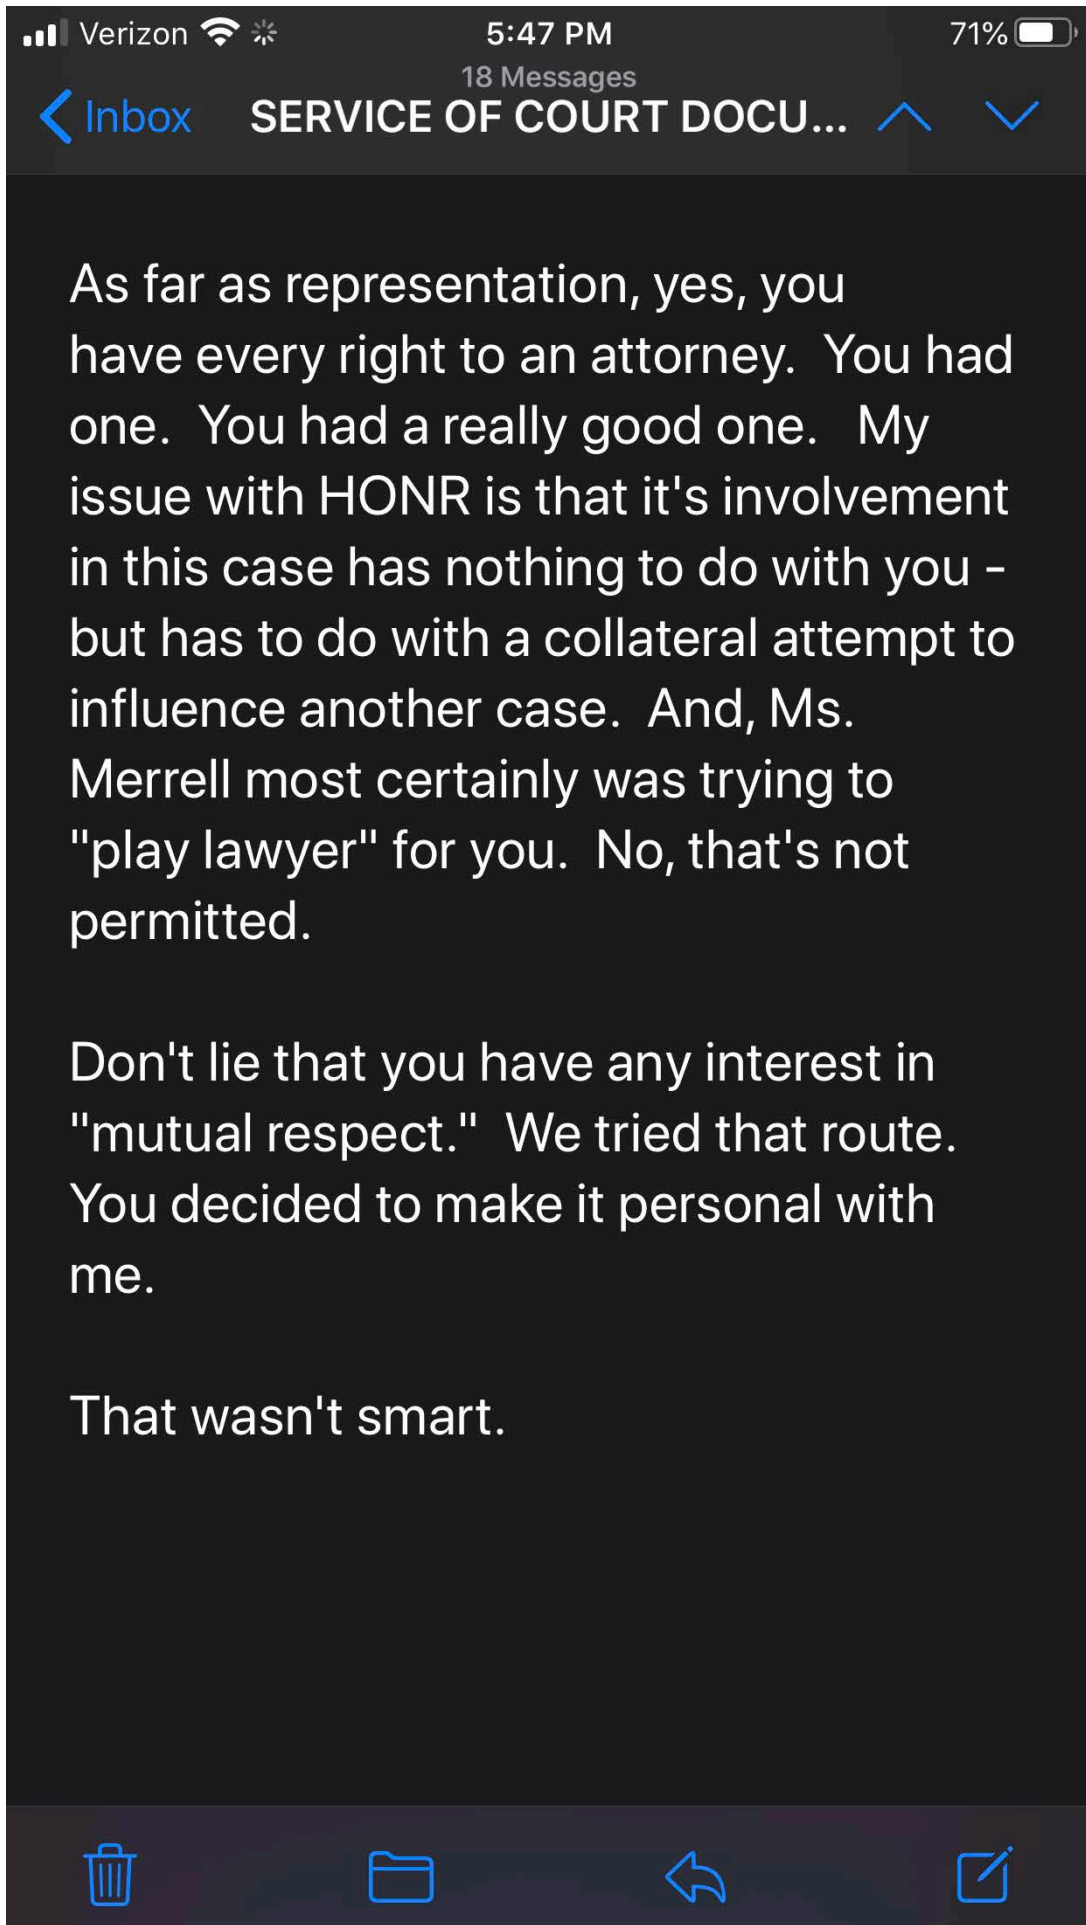 Verizon 5:47 PM 71%
18 Messages
Inbox SERVICE OF COURT DOCU...
As far as representation, yes, you
have every right to an attorney.  You had
one.  You had a really good one.   My
issue with HONR is that it's involvement
in this case has nothing to do with you -
but has to do with a collateral attempt to
influence another case.  And, Ms.
Merrell most certainly was trying to
"play lawyer" for you.  No, that's not
permitted.
Don't lie that you have any interest in
"mutual respect."  We tried that route.
You decided to make it personal with
me.
That wasn't smart.